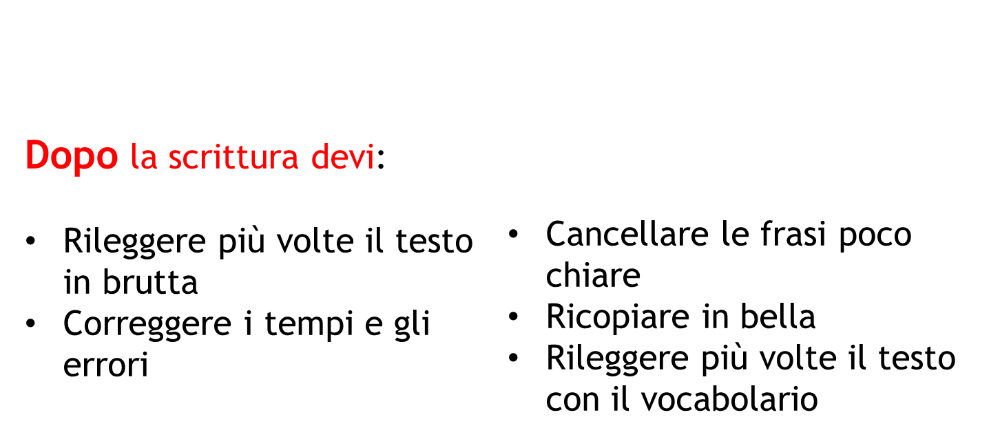 Dopo la scrittura devi:
• Rileggere più volte il testo
in brutta
• Correggere i tempi e gli
errori
• Cancellare le frasi poco
chiare
• Ricopiare in bella
• Rileggere più volte il testo
con il vocabolario